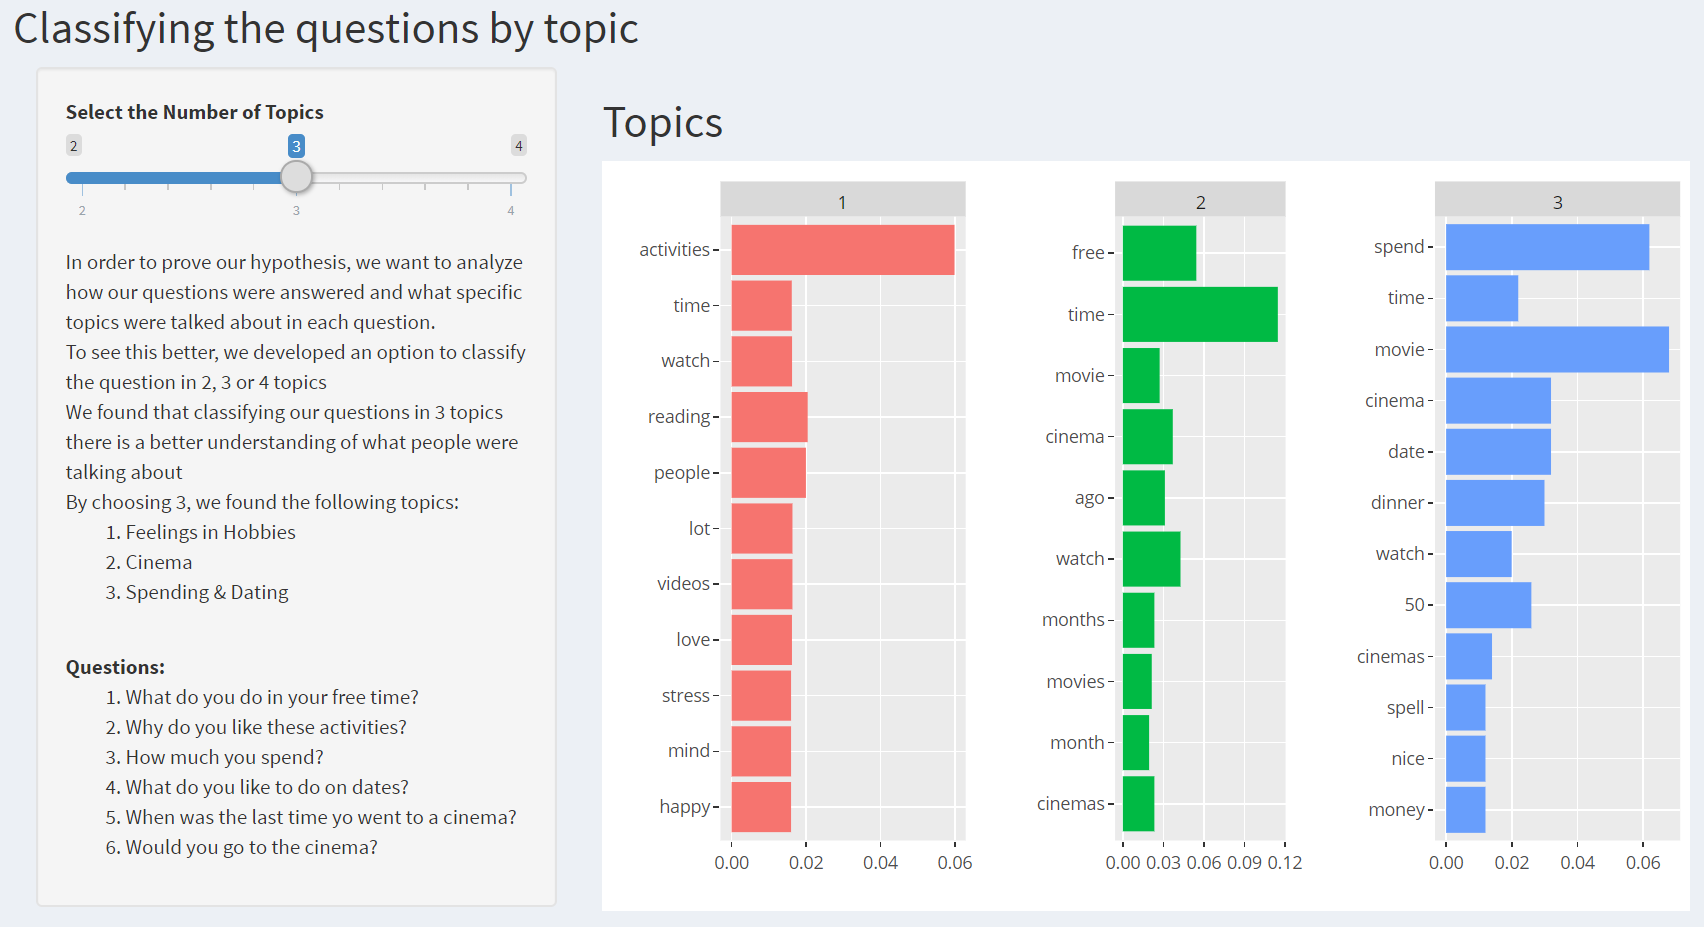 Classifying the questions by topic
Select the Number of Topics
2
3
4
2
3
4
In order to prove our hypothesis, we want to analyze
how our questions were answered and what specific
topics were talked about in each question.
To see this better, we developed an option to classify
the question in 2, 3 or 4 topics
We found that classifying our questions in 3 topics
there is a better understanding of what people were
talking about
By choosing 3, we found the following topics:
1. Feelings in Hobbies
2. Cinema
3. Spending & Dating
Questions:
1. What do you do in your free time?
2. Why do you like these activities?
3. How much you spend?
4. What do you like to do on dates?
5. When was the last time yo went to a cinema?
6. Would you go to the cinema?
Topics
1
activities
time
watch
reading
people
lot
videos
love
stress
mind
happy
0.00 0.02 0.04 0.06
2
free
time
movie
cinema
ago
watch
months
movies
month
cinemas
0.00 0.03 0.06 0.09 0.12
3
spend
time
movie
cinema
date
dinner
watch
50
cinemas
spell
nice
money
0.00 0.02 0.04 0.06